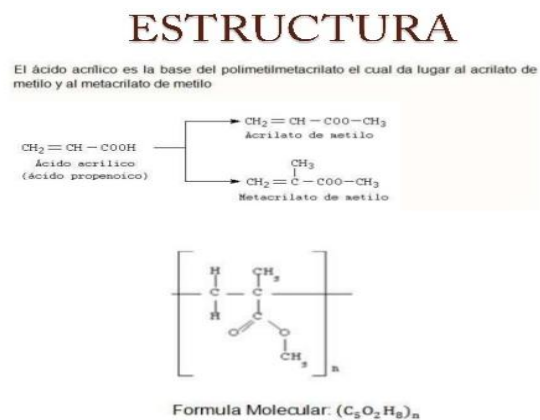 ESTRUCTURA
El ácido acrílico es la base del polimetilmetacrilato el cual da lugar al acrilato de
metilo y al metacrilato de metilo
CH₂=CH-COO-CH₃
Acrilato de metilo
CH₂=CH-COOH
Ácido acrílico
(ácido propenoico)
CH₃
CH₂=C-COO-CH₃
Metacrilato de metilo
H CH₃
C C
H C
O O
CH₃
n
Formula Molecular: (C₅O₂H₈)ₙ